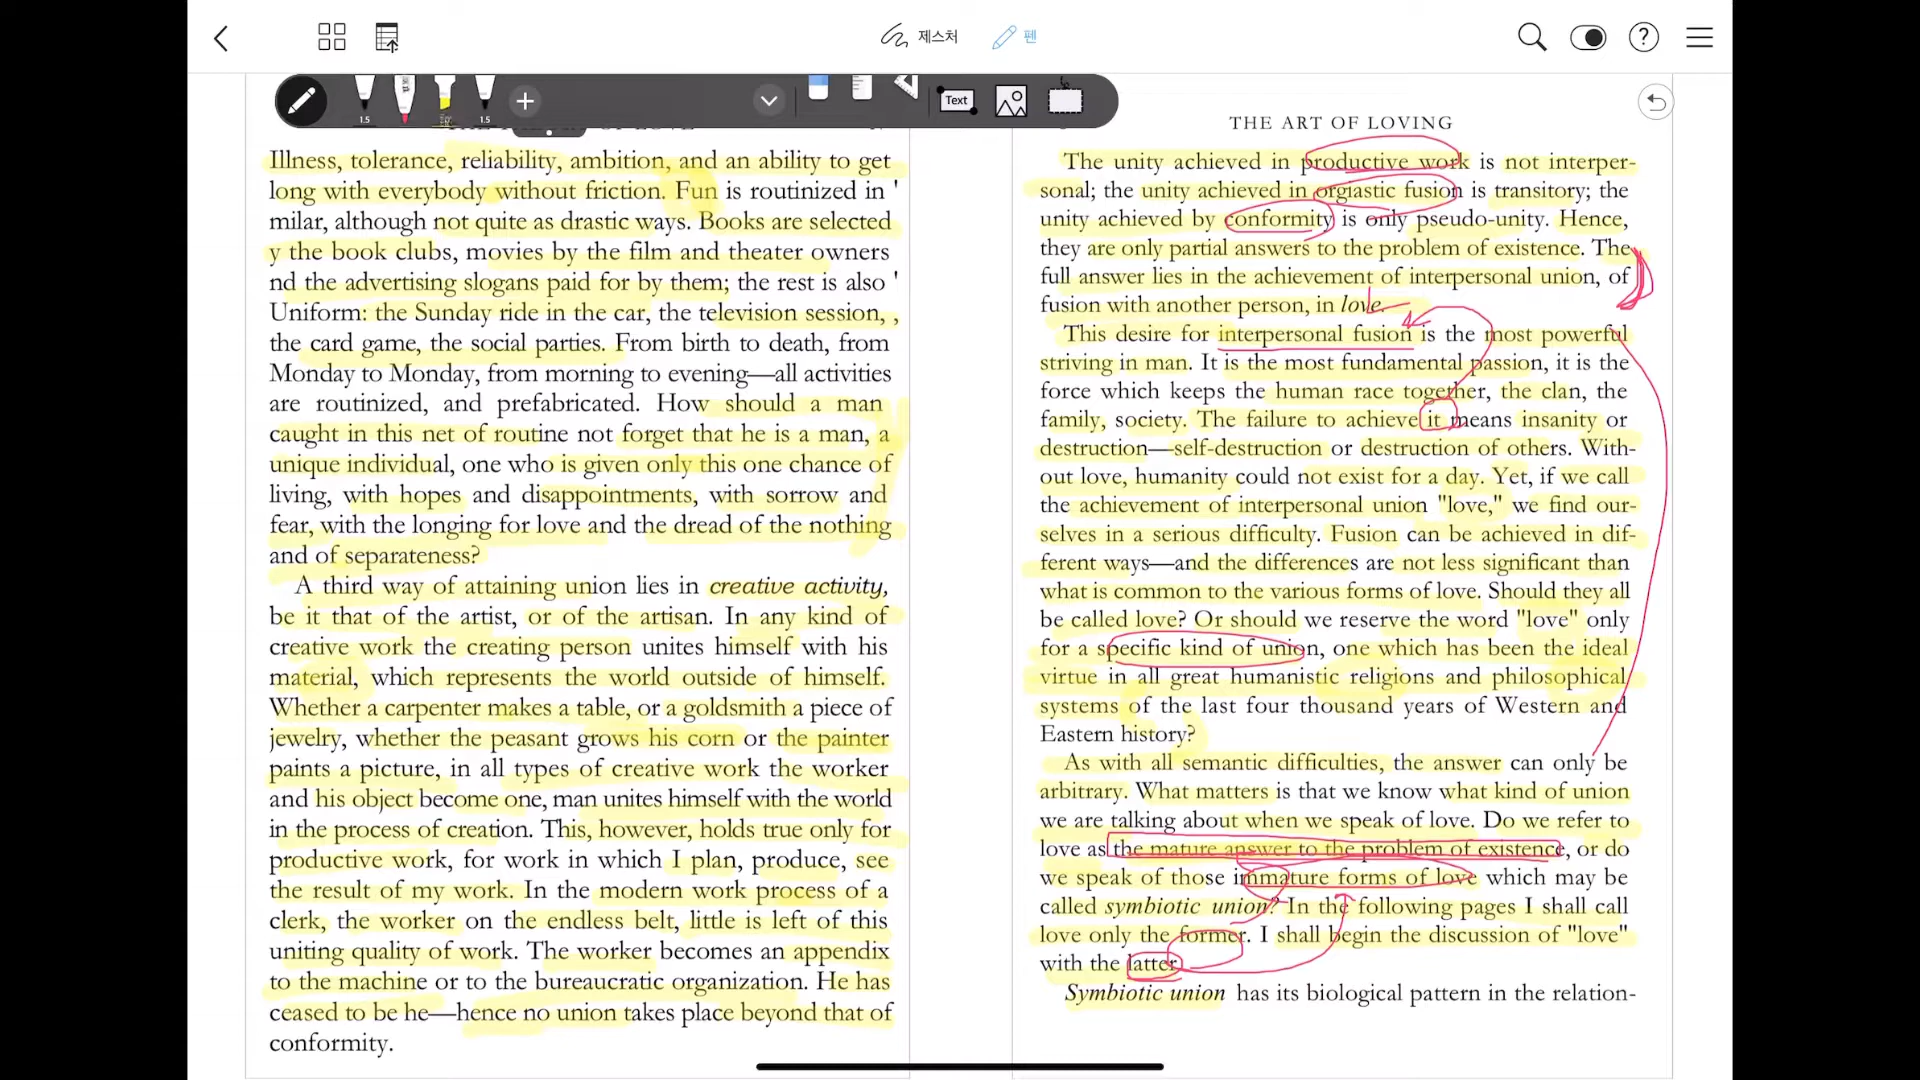 제스처
펜
1.5
1.5
Text
THE ART OF LOVING
Illness, tolerance, reliability, ambition, and an ability to get
long with everybody without friction. Fun is routinized in '
milar, although not quite as drastic ways. Books are selected
y the book clubs, movies by the film and theater owners
nd the advertising slogans paid for by them; the rest is also '
Uniform: the Sunday ride in the car, the television session, ,
the card game, the social parties. From birth to death, from
Monday to Monday, from morning to evening—all activities
are routinized, and prefabricated. How should a man
caught in this net of routine not forget that he is a man, a
unique individual, one who is given only this one chance of
living, with hopes and disappointments, with sorrow and
fear, with the longing for love and the dread of the nothing
and of separateness?
A third way of attaining union lies in creative activity,
be it that of the artist, or of the artisan. In any kind of
creative work the creating person unites himself with his
material, which represents the world outside of himself.
Whether a carpenter makes a table, or a goldsmith a piece of
jewelry, whether the peasant grows his corn or the painter
paints a picture, in all types of creative work the worker
and his object become one, man unites himself with the world
in the process of creation. This, however, holds true only for
productive work, for work in which I plan, produce, see
the result of my work. In the modern work process of a
clerk, the worker on the endless belt, little is left of this
uniting quality of work. The worker becomes an appendix
to the machine or to the bureaucratic organization. He has
ceased to be he—hence no union takes place beyond that of
conformity.
The unity achieved in productive work is not interper-
sonal; the unity achieved in orgiastic fusion is transitory; the
unity achieved by conformity is only pseudo-unity. Hence,
they are only partial answers to the problem of existence. The
full answer lies in the achievement of interpersonal union, of
fusion with another person, in love.
This desire for interpersonal fusion is the most powerful
striving in man. It is the most fundamental passion, it is the
force which keeps the human race together, the clan, the
family, society. The failure to achieve it means insanity or
destruction—self-destruction or destruction of others. With-
out love, humanity could not exist for a day. Yet, if we call
the achievement of interpersonal union "love," we find our-
selves in a serious difficulty. Fusion can be achieved in dif-
ferent ways—and the differences are not less significant than
what is common to the various forms of love. Should they all
be called love? Or should we reserve the word "love" only
for a specific kind of union, one which has been the ideal
virtue in all great humanistic religions and philosophical
systems of the last four thousand years of Western and
Eastern history?
As with all semantic difficulties, the answer can only be
arbitrary. What matters is that we know what kind of union
we are talking about when we speak of love. Do we refer to
love as the mature answer to the problem of existence, or do
we speak of those immature forms of love which may be
called symbiotic union? In the following pages I shall call
love only the former. I shall begin the discussion of "love"
with the latter
Symbiotic union has its biological pattern in the relation-